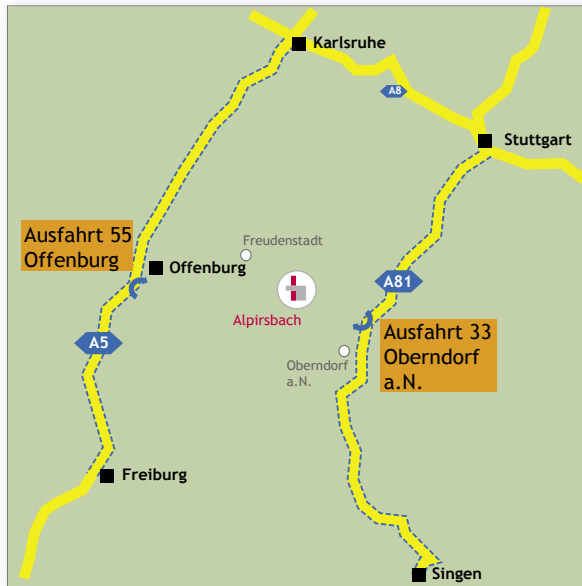 Karlsruhe
A8
Stuttgart
Ausfahrt 55
Offenburg
Freudenstadt
Offenburg
A81
Alpirsbach
Ausfahrt 33
Oberndorf
a.N.
A5
Oberndorf
a.N.
Freiburg
Singen